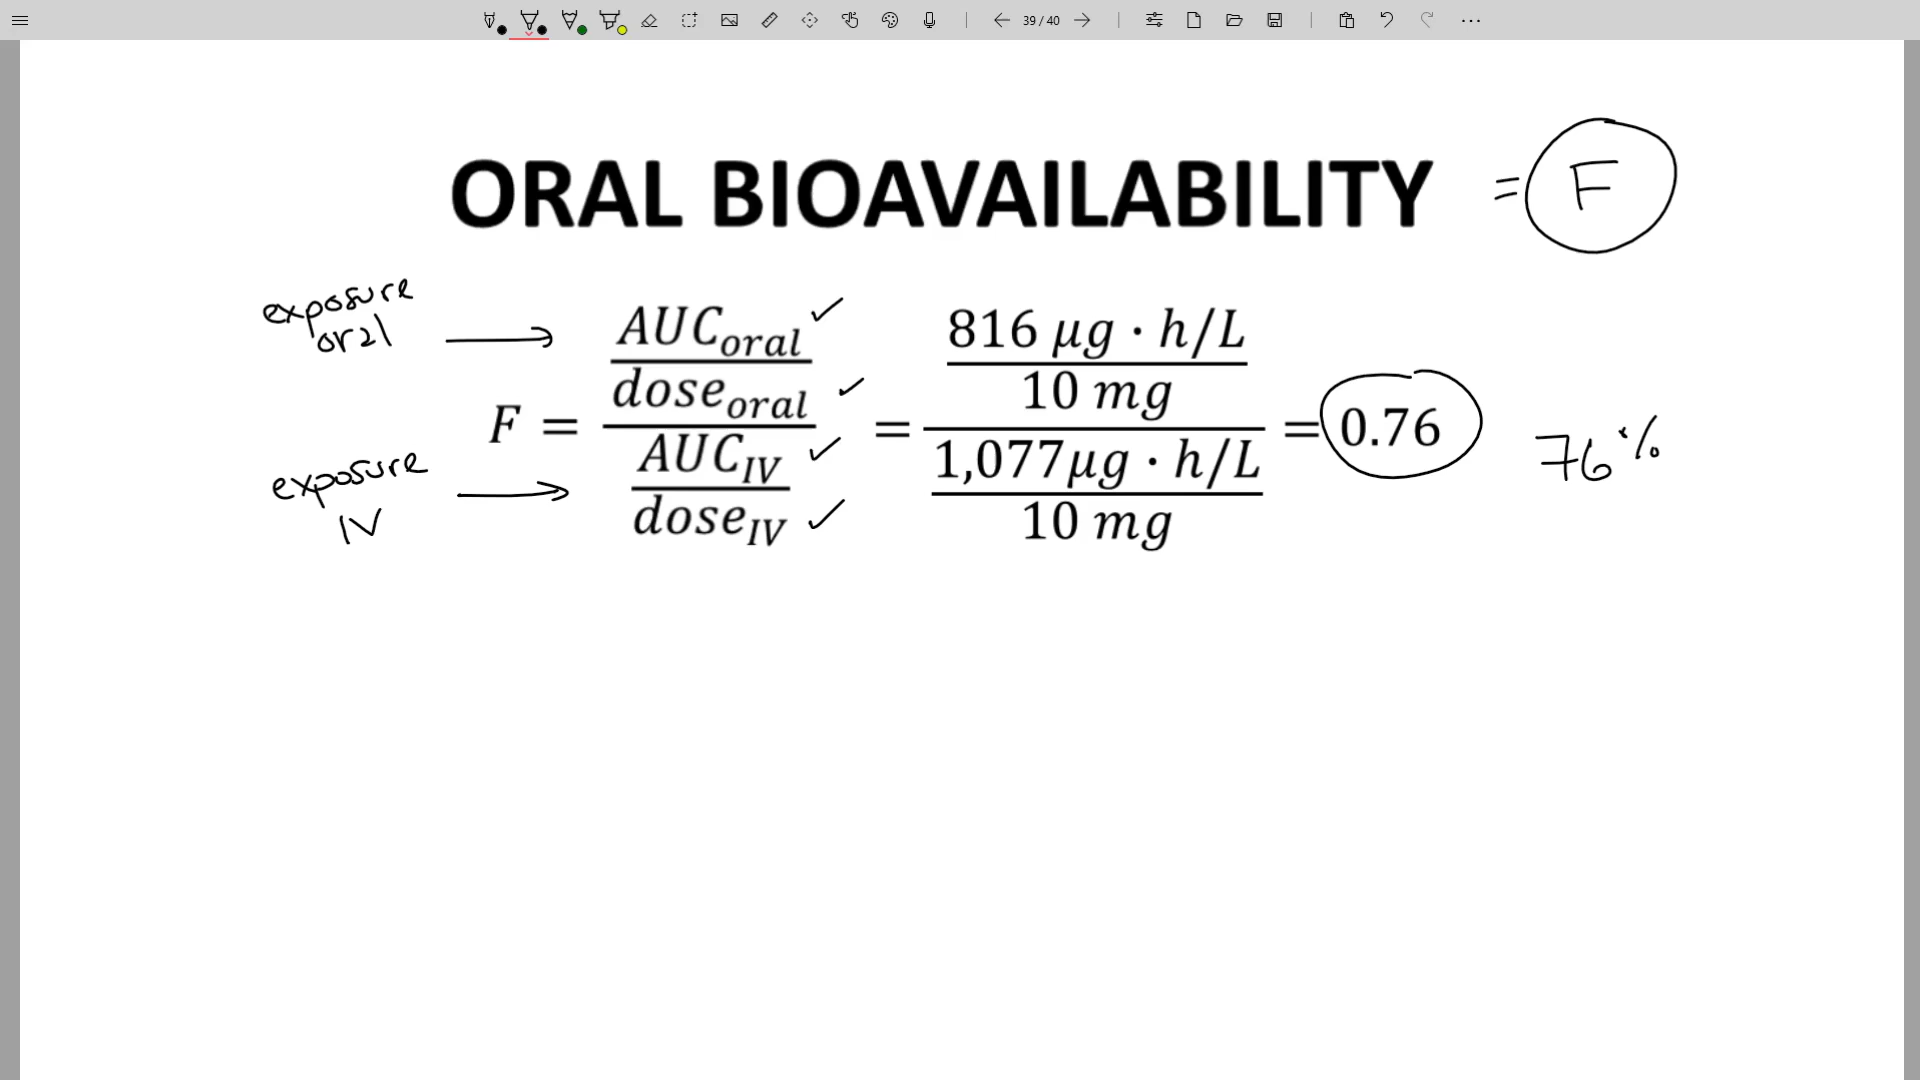 39 / 40
ORAL BIOAVAILABILITY = F
exposure
oral
exposure
IV
F = (AUC_oral / dose_oral) / (AUC_IV / dose_IV) = (816 μg · h/L / 10 mg) / (1,077μg · h/L / 10 mg) = 0.76
76%